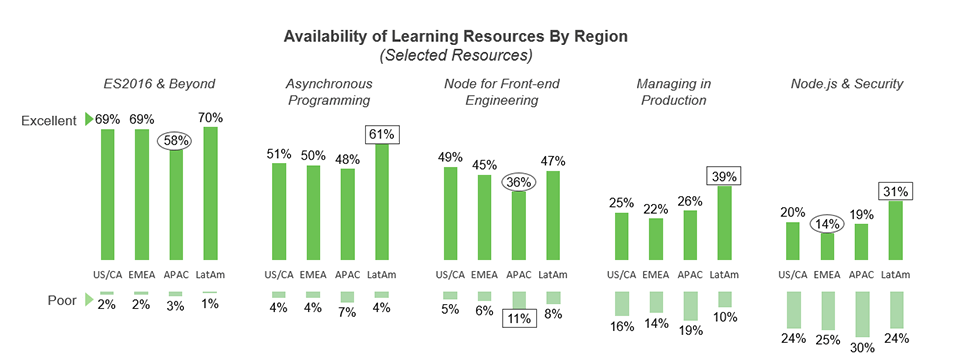 Availability of Learning Resources By Region
(Selected Resources)
ES2016 & Beyond
Asynchronous
Programming
Node for Front-end
Engineering
Managing in
Production
Node.js & Security
Excellent
69% 69% 58% 70%
51% 50% 48% 61%
49% 45% 36% 47%
25% 22% 26% 39%
20% 14% 19% 31%
US/CA EMEA APAC LatAm
US/CA EMEA APAC LatAm
US/CA EMEA APAC LatAm
US/CA EMEA APAC LatAm
US/CA EMEA APAC LatAm
Poor
2% 2% 3% 1%
4% 4% 7% 4%
5% 6% 11% 8%
16% 14% 19% 10%
24% 25% 30% 24%